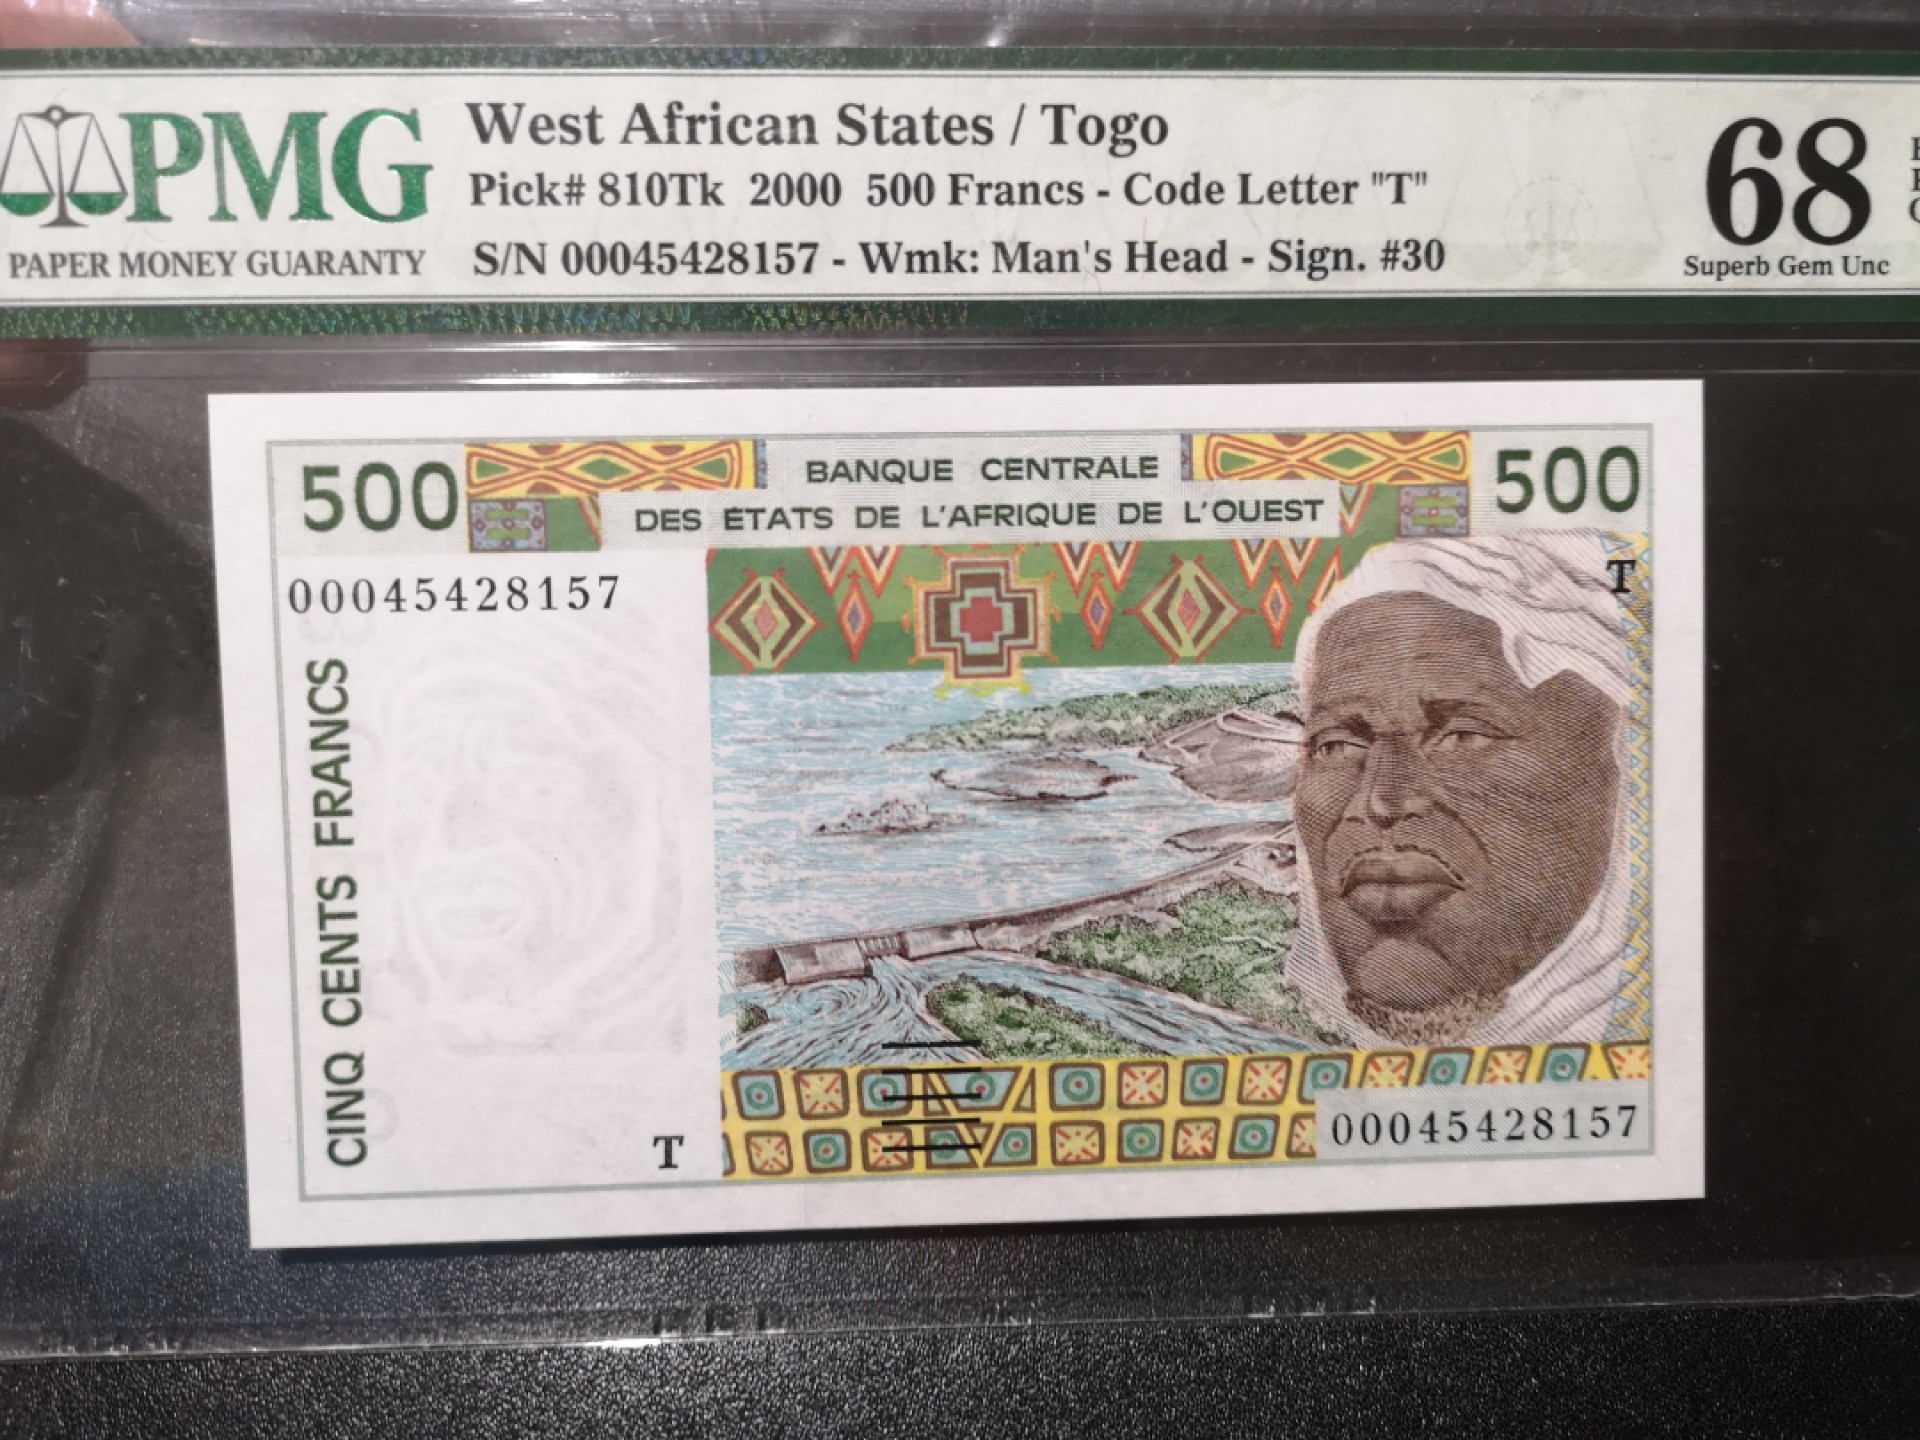 PMG
PAPER MONEY GUARANTY
West African States / Togo
Pick# 810Tk 2000 500 Francs - Code Letter "T"
S/N 00045428157 - Wmk: Man's Head - Sign. #30
68
Superb Gem Unc
500
BANQUE CENTRALE
DES ÉTATS DE L'AFRIQUE DE L'OUEST
500
00045428157
T
CINQ CENTS FRANCS
T
00045428157